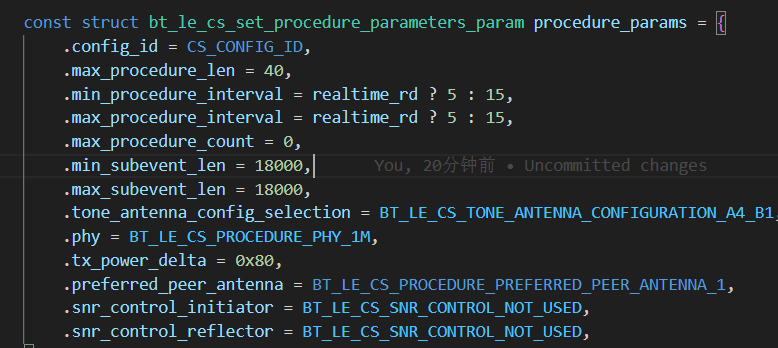 const struct bt_le_cs_set_procedure_parameters_param procedure_params = {
.config_id = CS_CONFIG_ID,
.max_procedure_len = 40,
.min_procedure_interval = realtime_rd ? 5 : 15,
.max_procedure_interval = realtime_rd ? 5 : 15,
.max_procedure_count = 0,
.min_subevent_len = 18000, You, 20分钟前 • Uncommitted changes
.max_subevent_len = 18000,
.tone_antenna_config_selection = BT_LE_CS_TONE_ANTENNA_CONFIGURATION_A4_B1,
.phy = BT_LE_CS_PROCEDURE_PHY_1M,
.tx_power_delta = 0x80,
.preferred_peer_antenna = BT_LE_CS_PROCEDURE_PREFERRED_PEER_ANTENNA_1,
.snr_control_initiator = BT_LE_CS_SNR_CONTROL_NOT_USED,
.snr_control_reflector = BT_LE_CS_SNR_CONTROL_NOT_USED,